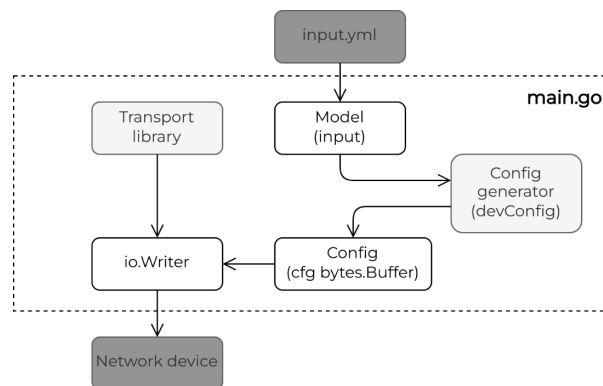 input.yml
main.go
Transport
library
Model
(input)
Config
generator
(devConfig)
io.Writer
Config
(cfg bytes.Buffer)
Network device